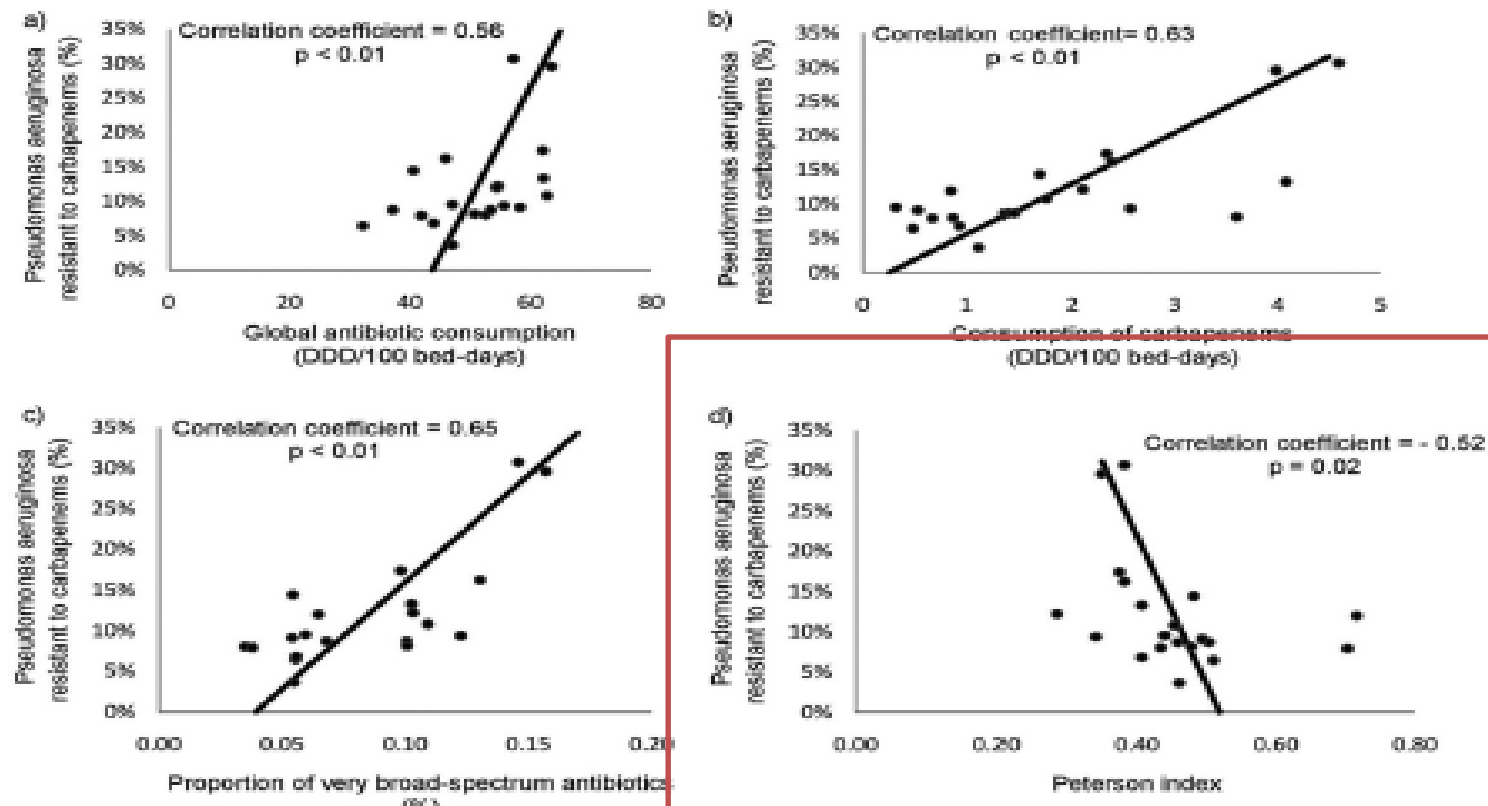 a)
Correlation coefficient = 0.56
p < 0.01
Pseudomonas aeruginosa
resistant to carbapenems (%)
35%
30%
25%
20%
15%
10%
5%
0%
0 20 40 60 80
Global antibiotic consumption
(DDD/100 bed-days)
b)
Correlation coefficient= 0.63
p < 0.01
Pseudomonas aeruginosa
resistant to carbapenems (%)
35%
30%
25%
20%
15%
10%
5%
0%
0 1 2 3 4 5
Consumption of carbapenems
(DDD/100 bed-days)
c)
Correlation coefficient = 0.65
p < 0.01
Pseudomonas aeruginosa
resistant to carbapenems (%)
35%
30%
25%
20%
15%
10%
5%
0%
0.00 0.05 0.10 0.15 0.20
Proportion of very broad-spectrum antibiotics
(%)
d)
Correlation coefficient = - 0.52
p = 0.02
Pseudomonas aeruginosa
resistant to carbapenems (%)
35%
30%
25%
20%
15%
10%
5%
0%
0.00 0.20 0.40 0.60 0.80
Peterson index